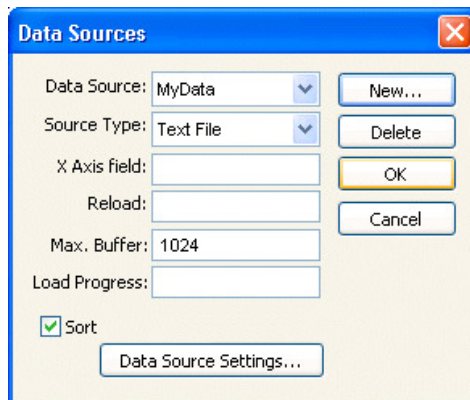 Data Sources
Data Source: MyData New...
Source Type: Text File Delete
X Axis field: OK
Reload: Cancel
Max. Buffer: 1024
Load Progress:
Sort
Data Source Settings...